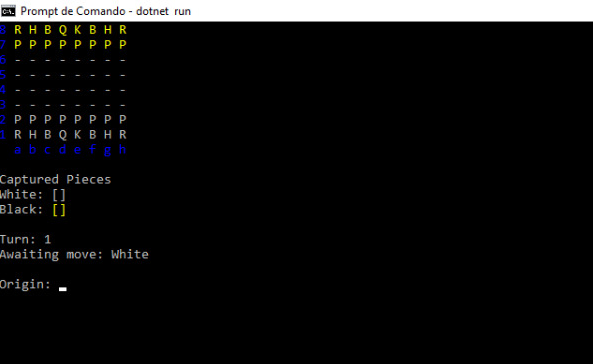 Prompt de Comando - dotnet run
8 R H B Q K B H R
7 P P P P P P P P
6 - - - - - - - -
5 - - - - - - - -
4 - - - - - - - -
3 - - - - - - - -
2 P P P P P P P P
1 R H B Q K B H R
a b c d e f g h
Captured Pieces
White: []
Black: []
Turn: 1
Awaiting move: White
Origin: